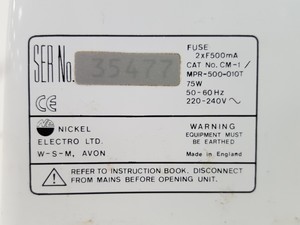 SER No. 35477
FUSE
2xF500mA
CAT No. CM-1/
MPR-500-010T
75W
50-60Hz
220-240V ~
CE
NICKEL
ELECTRO LTD.
W-S-M, AVON
WARNING
EQUIPMENT MUST
BE EARTHED
Made in England
REFER TO INSTRUCTION BOOK. DISCONNECT
FROM MAINS BEFORE OPENING UNIT.